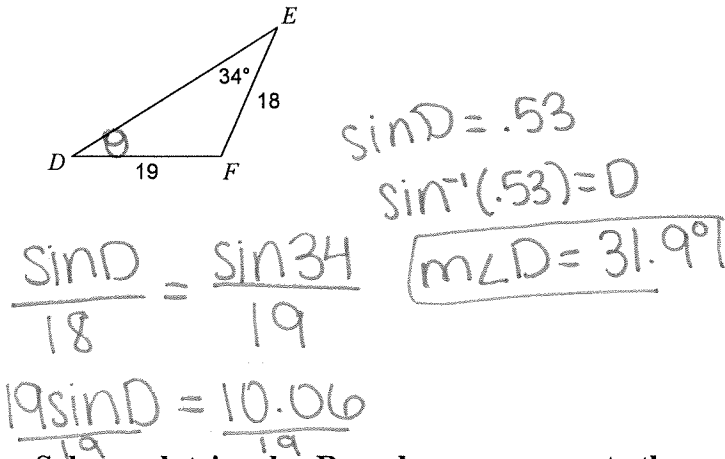 E
34°
18
θ
D
19
F
sinD = .53
sin⁻¹(.53) = D
m∠D = 31.9°
sinD / 18 = sin34 / 19
19sinD / 19 = 10.06 / 19